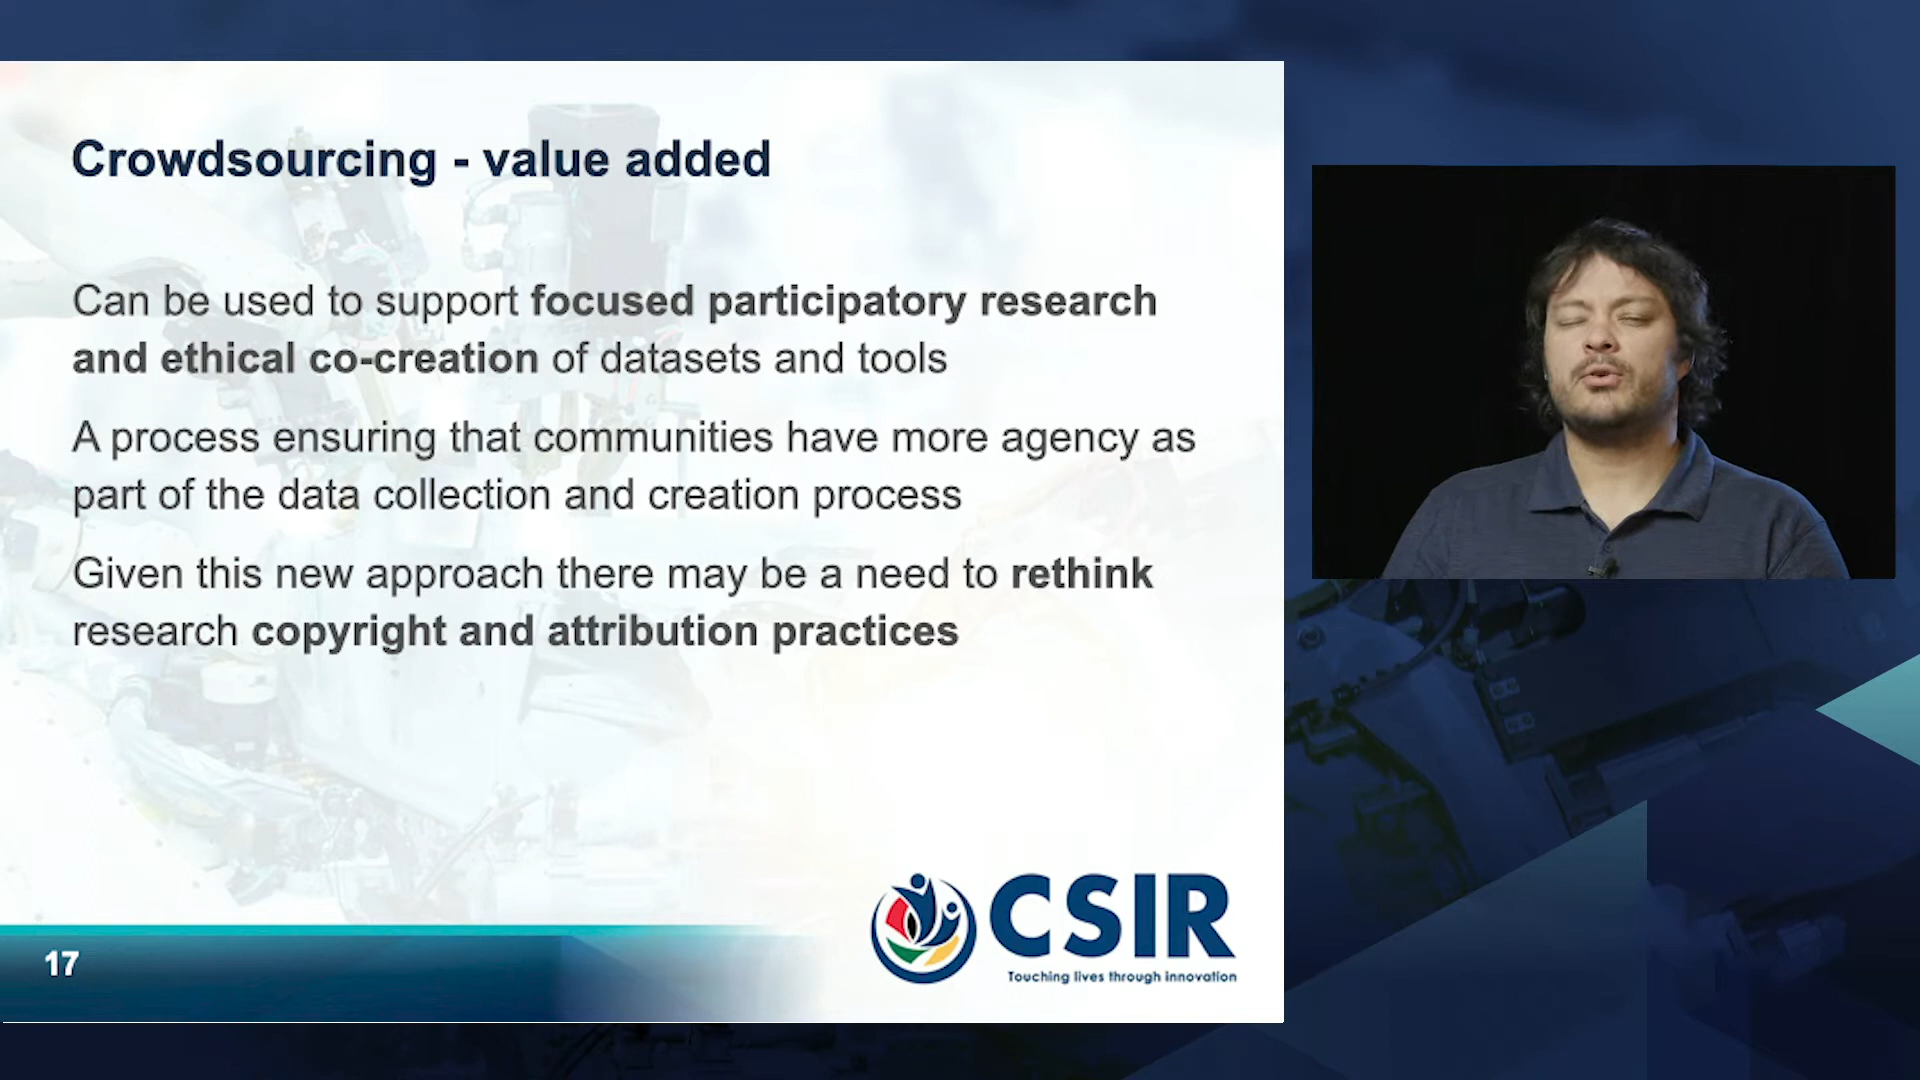 Crowdsourcing - value added
Can be used to support focused participatory research
and ethical co-creation of datasets and tools
A process ensuring that communities have more agency as
part of the data collection and creation process
Given this new approach there may be a need to rethink
research copyright and attribution practices
17
CSIR
Touching lives through innovation